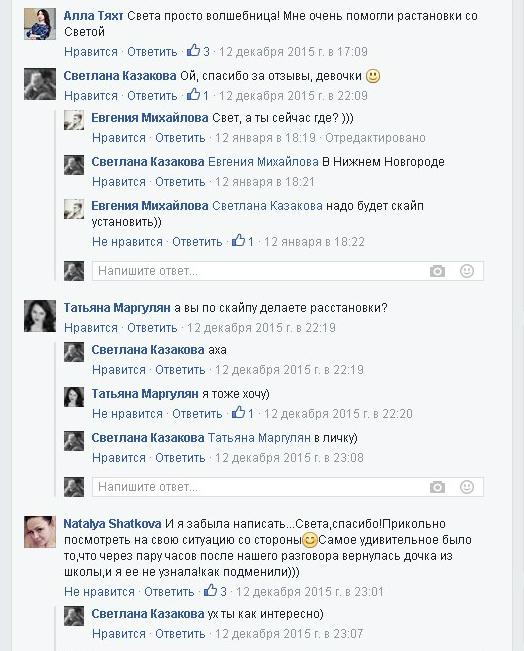 Алла Тяхт Света просто волшебница! Мне очень помогли растановки со
Светой
Нравится · Ответить · 3 · 12 декабря 2015 г. в 17:09
Светлана Казакова Ой, спасибо за отзывы, девочки
Нравится · Ответить · 1 · 12 декабря 2015 г. в 22:09
Евгения Михайлова Свет, а ты сейчас где? )))
Нравится · Ответить · 12 января в 18:19 · Отредактировано
Светлана Казакова Евгения Михайлова В Нижнем Новгороде
Нравится · Ответить · 12 января в 18:21
Евгения Михайлова Светлана Казакова надо будет скайп
установить))
Не нравится · Ответить · 1 · 12 января в 18:22
Напишите ответ...
Татьяна Маргулян а вы по скайпу делаете расстановки?
Нравится · Ответить · 12 декабря 2015 г. в 22:19
Светлана Казакова аха
Нравится · Ответить · 12 декабря 2015 г. в 22:19
Татьяна Маргулян я тоже хочу)
Не нравится · Ответить · 1 · 12 декабря 2015 г. в 22:20
Светлана Казакова Татьяна Маргулян в личку)
Нравится · Ответить · 12 декабря 2015 г. в 23:08
Напишите ответ...
Natalya Shatkova И я забыла написать...Света,спасибо!Прикольно
посмотреть на свою ситуацию со стороны Самое удивительное было
то,что через пару часов после нашего разговора вернулась дочка из
школы,и я ее не узнала!как подменили)))
Не нравится · Ответить · 3 · 12 декабря 2015 г. в 23:01
Светлана Казакова ух ты как интересно)
Нравится · Ответить · 12 декабря 2015 г. в 23:07